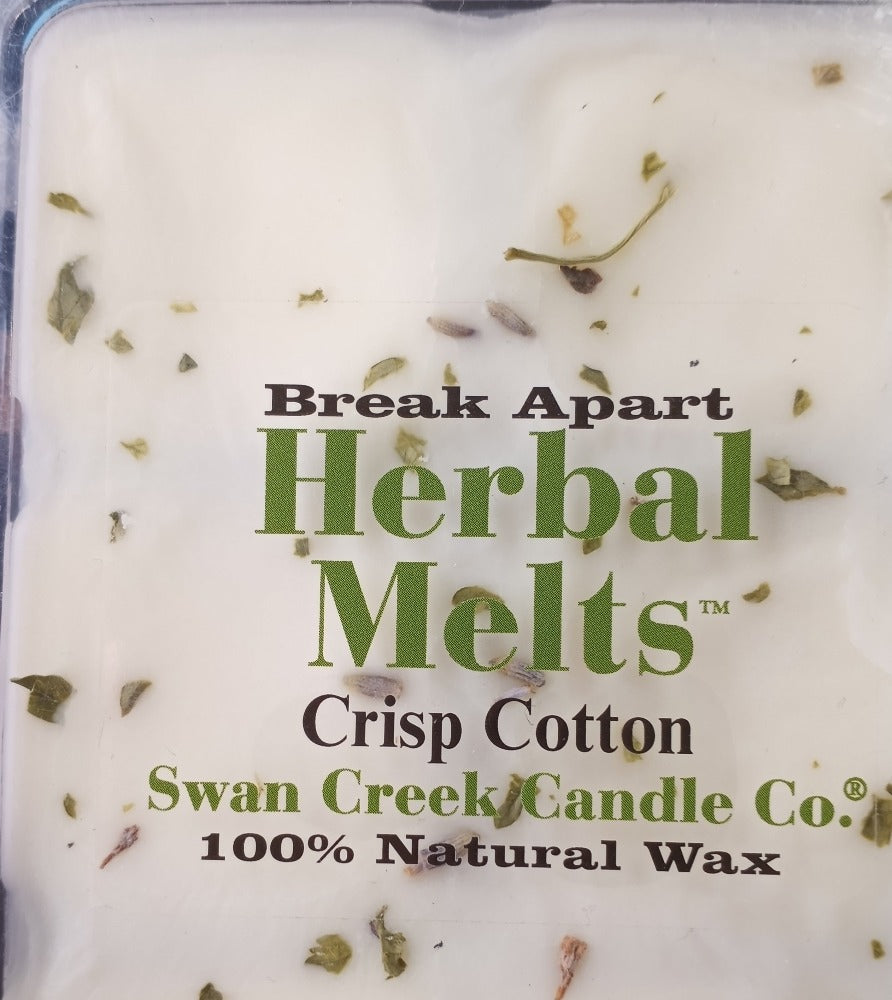 Break Apart
Herbal
Melts™
Crisp Cotton
Swan Creek Candle Co.®
100% Natural Wax